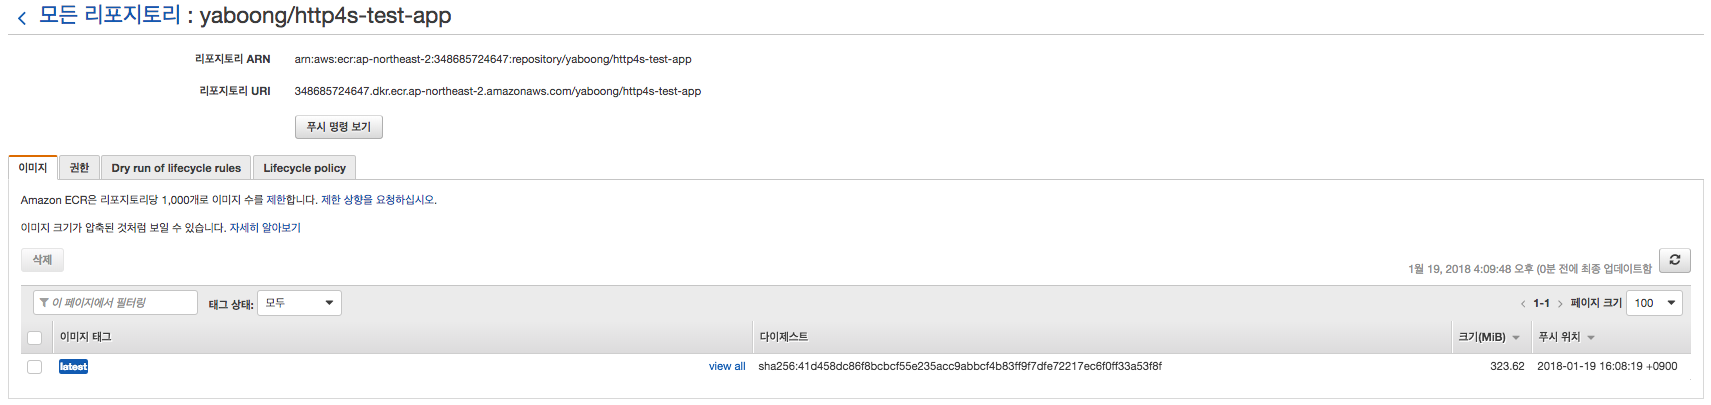 모든 리포지토리 : yaboong/http4s-test-app
리포지토리 ARN arn:aws:ecr:ap-northeast-2:348685724647:repository/yaboong/http4s-test-app
리포지토리 URI 348685724647.dkr.ecr.ap-northeast-2.amazonaws.com/yaboong/http4s-test-app
푸시 명령 보기
이미지 권한 Dry run of lifecycle rules Lifecycle policy
Amazon ECR은 리포지토리당 1,000개로 이미지 수를 제한합니다. 제한 상향을 요청하십시오.
이미지 크기가 압축된 것처럼 보일 수 있습니다. 자세히 알아보기
삭제 1월 19, 2018 4:09:48 오후 (0분 전에 최종 업데이트함
이 페이지에서 필터링 태그 상태: 모두 < 1-1 > 페이지 크기 100
이미지 태그 다이제스트 크기(MiB) 푸시 위치
latest view all sha256:41d458dc86f8bcbcf55e235acc9abbcf4b83ff9f7dfe72217ec6f0ff33a53f8f 323.62 2018-01-19 16:08:19 +0900